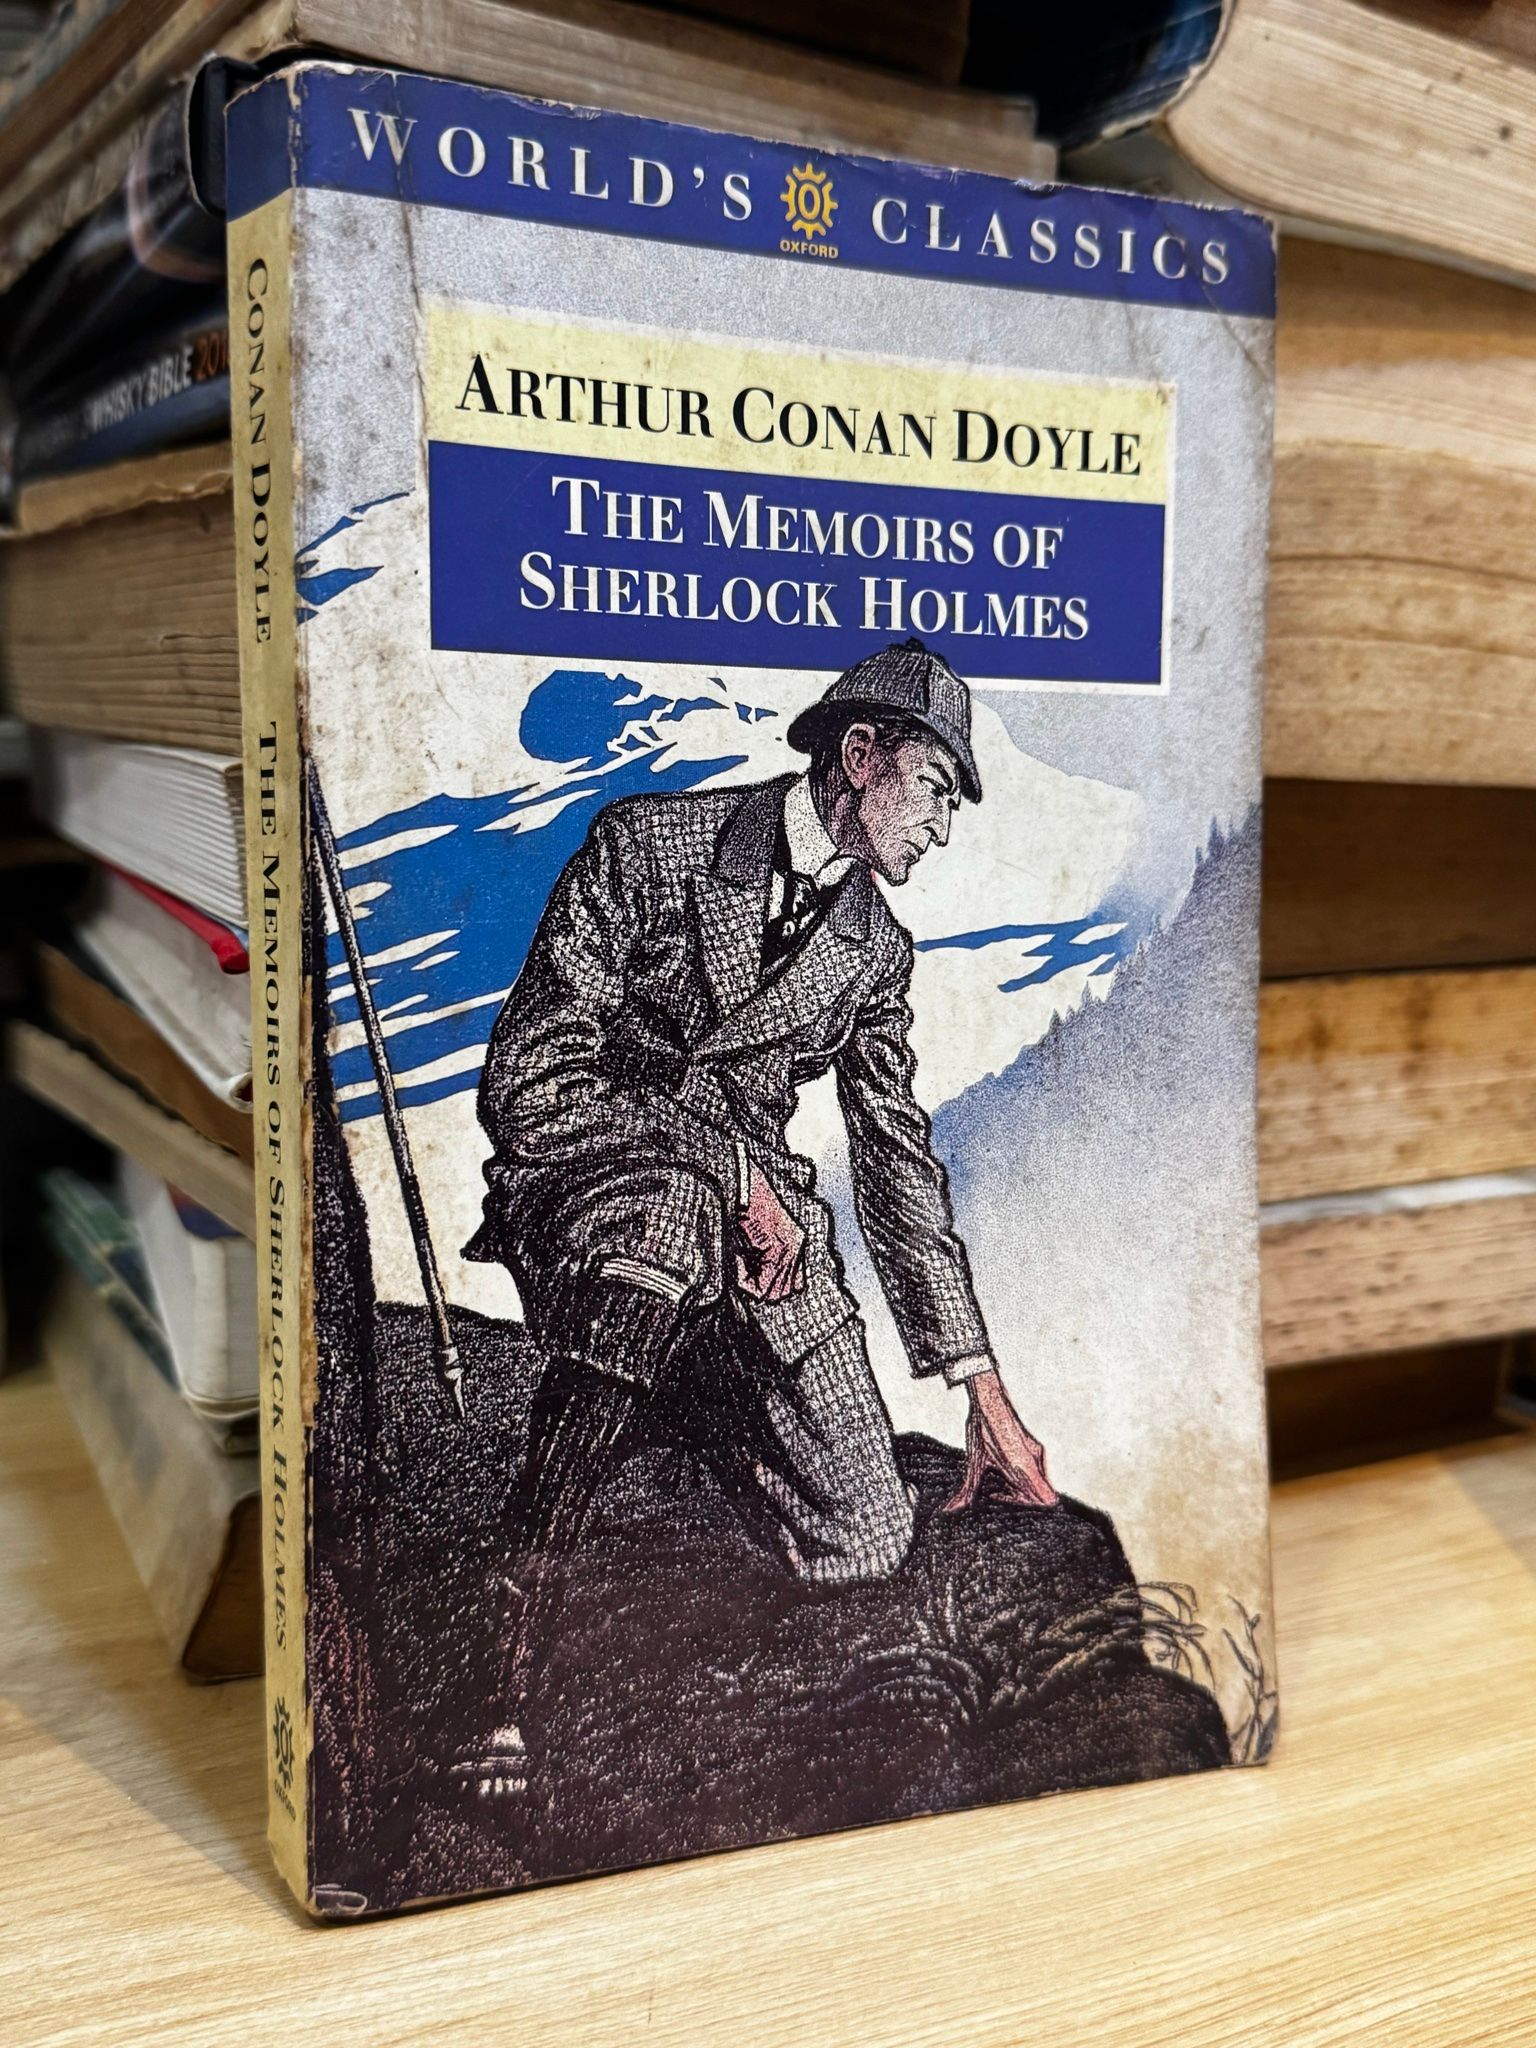 WORLD'S CLASSICS
OXFORD
ARTHUR CONAN DOYLE
THE MEMOIRS OF
SHERLOCK HOLMES
CONAN DOYLE THE MEMOIRS OF SHERLOCK HOLMES
OXFORD
WHISKY BIBLE